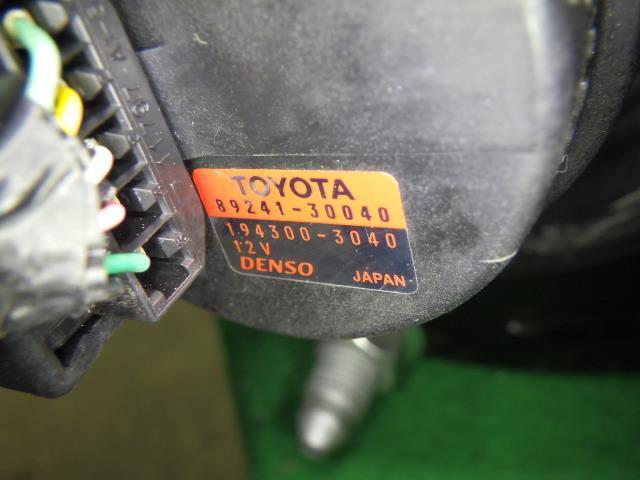 TOYOTA
89241-30040
194300-3040
12V
DENSO JAPAN